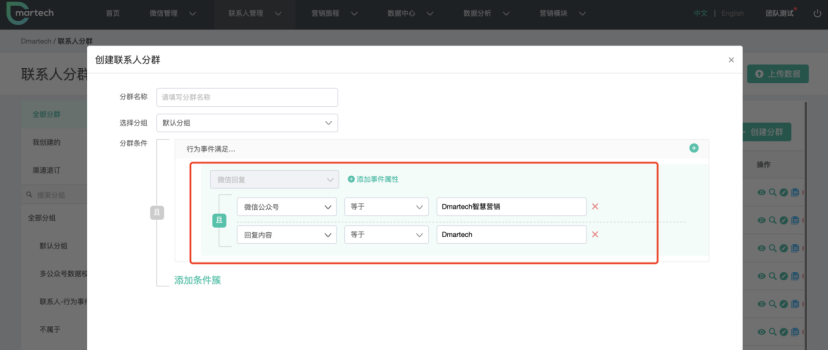 martech 首页 微信管理 联系人管理 营销旅程 数据中心 数据分析 营销模块 中文 | English 团队测试
Dmartech / 联系人分群
联系人分群 上传数据
创建联系人分群
分群名称 请填写分群名称
选择分组 默认分组
分群条件
行为事件满足...
微信回复 添加事件属性
且
且
微信公众号 等于 Dmartech智慧营销
回复内容 等于 Dmartech
添加条件簇
全部分群
我创建的
渠道退订
搜索分组
全部分组
默认分组
多公众号数据权
联系人-行为事件
不属于
创建分群
操作